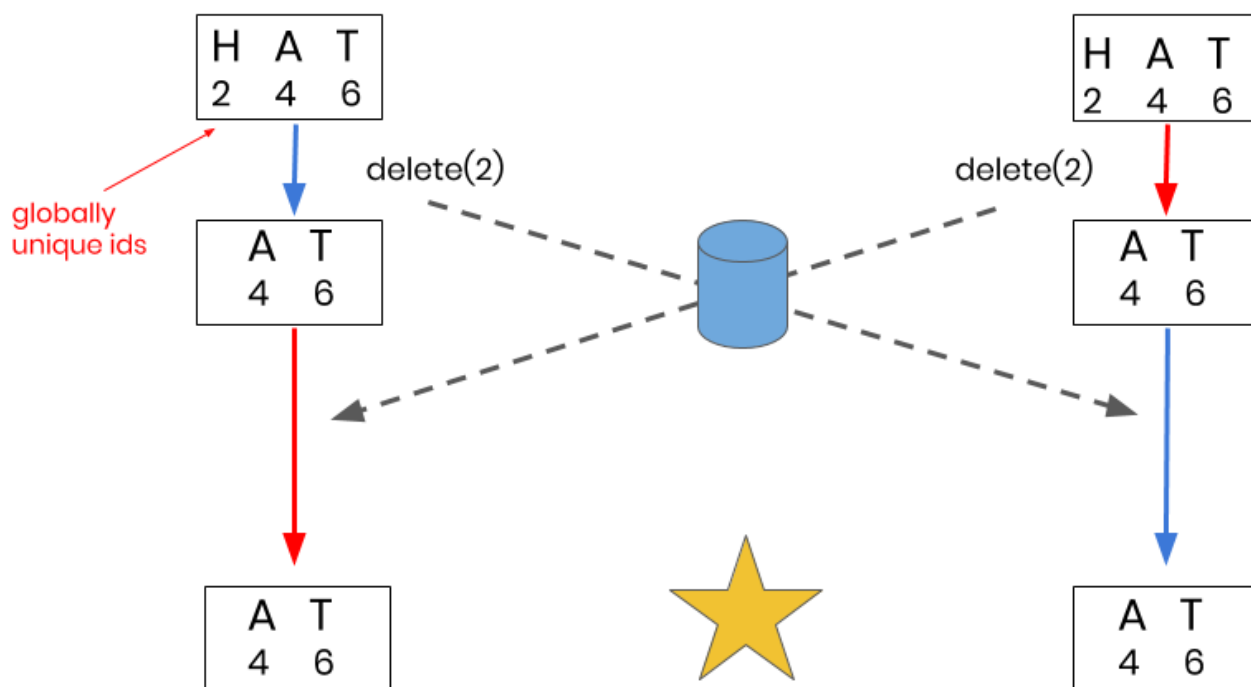 H A T
2 4 6
H A T
2 4 6
delete(2)
delete(2)
globally
unique ids
A T
4 6
A T
4 6
A T
4 6
A T
4 6